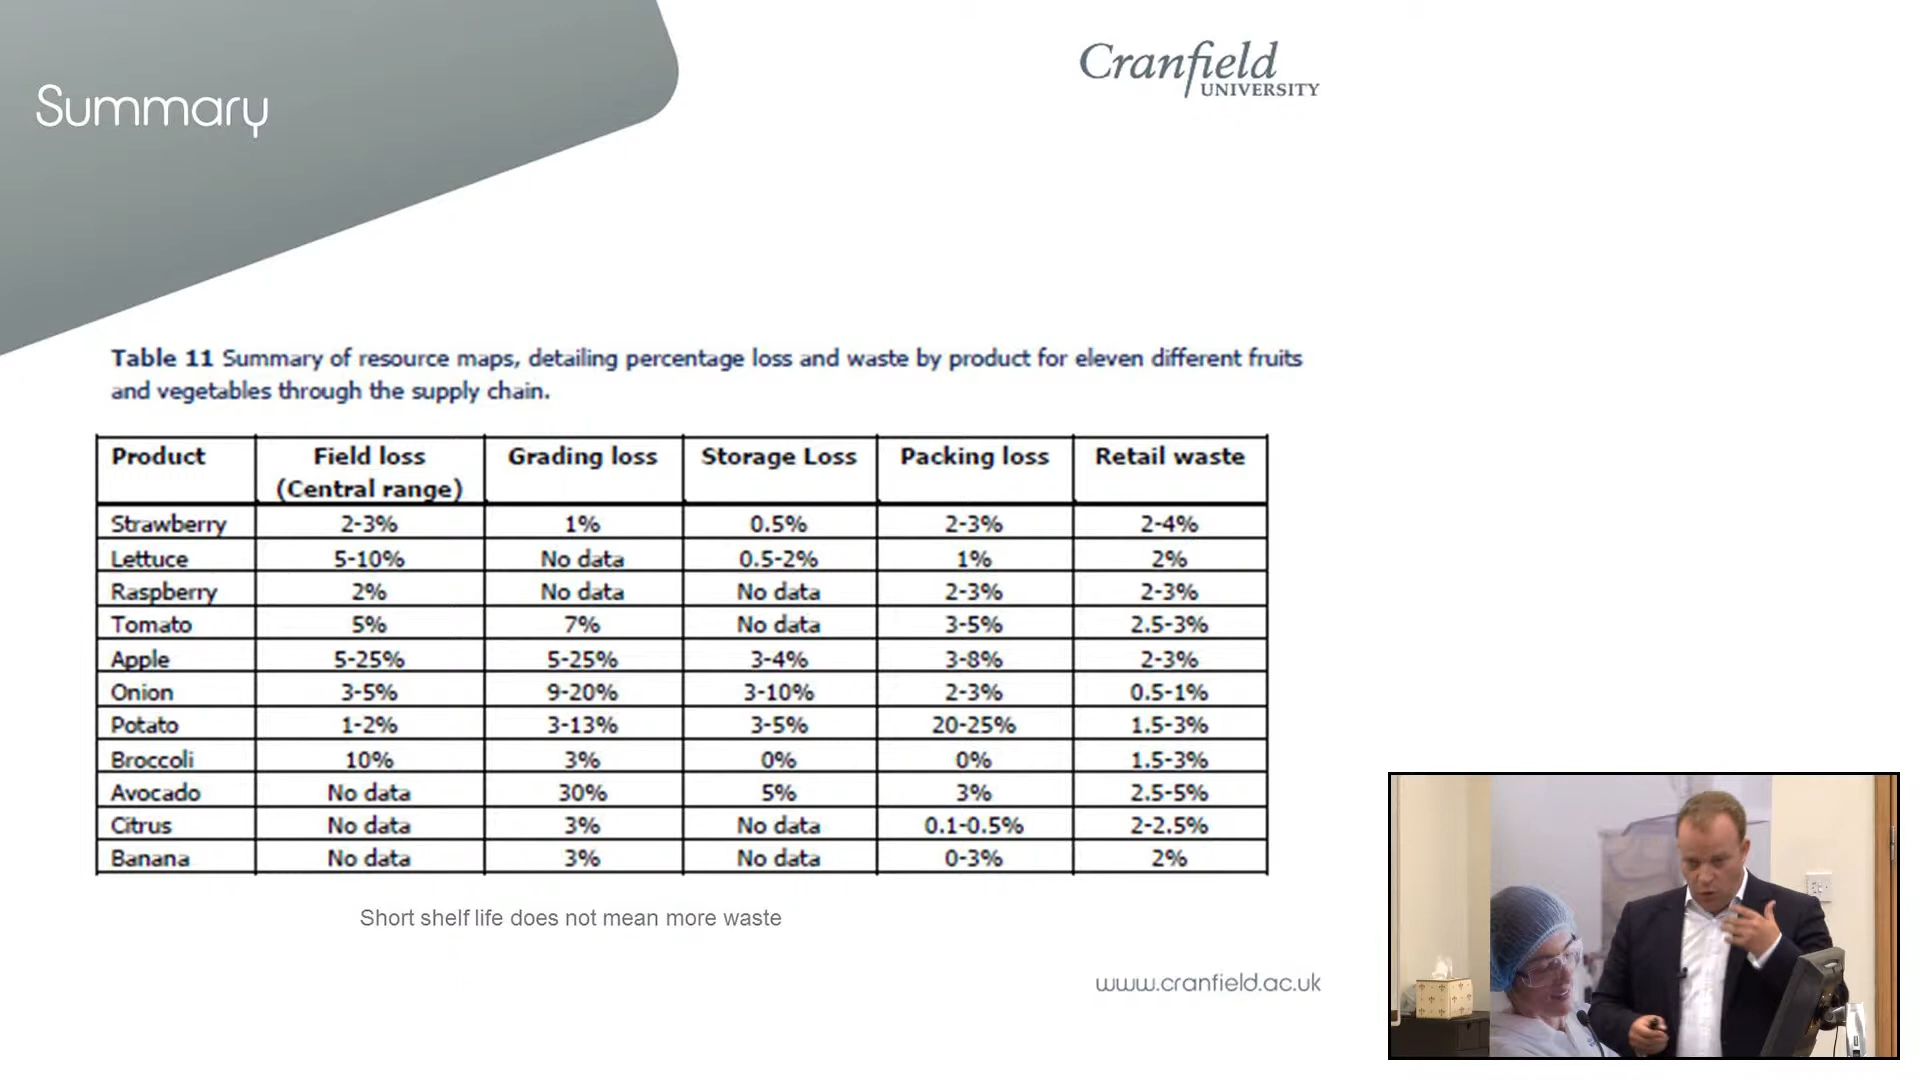 Summary
Cranfield
UNIVERSITY
Table 11 Summary of resource maps, detailing percentage loss and waste by product for eleven different fruits
and vegetables through the supply chain.
Product Field loss Grading loss Storage Loss Packing loss Retail waste
(Central range)
Strawberry 2-3% 1% 0.5% 2-3% 2-4%
Lettuce 5-10% No data 0.5-2% 1% 2%
Raspberry 2% No data No data 2-3% 2-3%
Tomato 5% 7% No data 3-5% 2.5-3%
Apple 5-25% 5-25% 3-4% 3-8% 2-3%
Onion 3-5% 9-20% 3-10% 2-3% 0.5-1%
Potato 1-2% 3-13% 3-5% 20-25% 1.5-3%
Broccoli 10% 3% 0% 0% 1.5-3%
Avocado No data 30% 5% 3% 2.5-5%
Citrus No data 3% No data 0.1-0.5% 2-2.5%
Banana No data 3% No data 0-3% 2%
Short shelf life does not mean more waste
www.cranfield.ac.uk